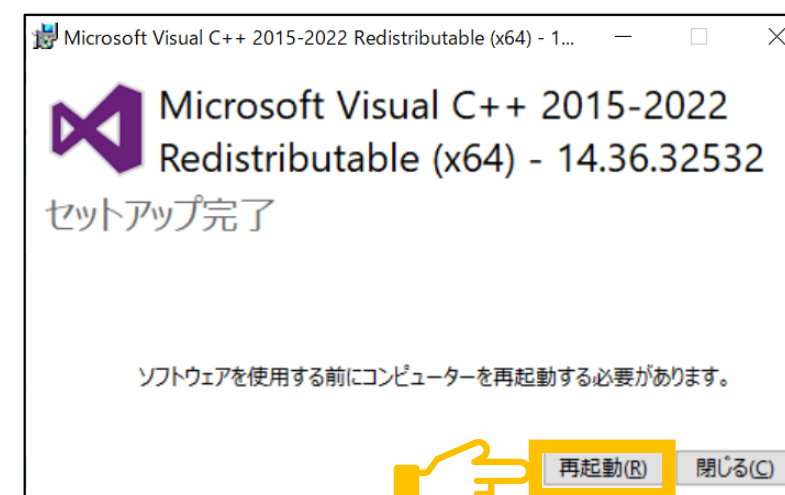 Microsoft Visual C++ 2015-2022 Redistributable (x64) - 1...
Microsoft Visual C++ 2015-2022
Redistributable (x64) - 14.36.32532
セットアップ完了
ソフトウェアを使用する前にコンピューターを再起動する必要があります。
再起動(R) 閉じる(C)